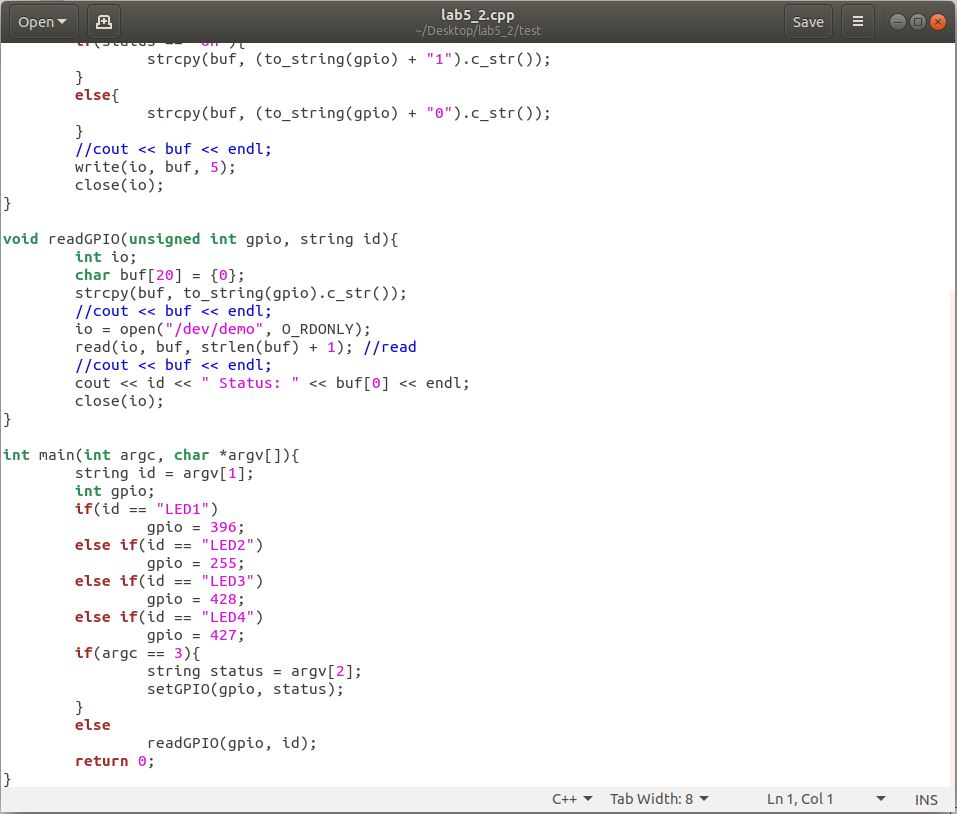 Open
lab5_2.cpp
~/Desktop/lab5_2/test
Save
strcpy(buf, (to_string(gpio) + "1").c_str());
}
else{
strcpy(buf, (to_string(gpio) + "0").c_str());
}
//cout << buf << endl;
write(io, buf, 5);
close(io);
}
void readGPIO(unsigned int gpio, string id){
int io;
char buf[20] = {0};
strcpy(buf, to_string(gpio).c_str());
//cout << buf << endl;
io = open("/dev/demo", O_RDONLY);
read(io, buf, strlen(buf) + 1); //read
//cout << buf << endl;
cout << id << " Status: " << buf[0] << endl;
close(io);
}
int main(int argc, char *argv[]){
string id = argv[1];
int gpio;
if(id == "LED1")
gpio = 396;
else if(id == "LED2")
gpio = 255;
else if(id == "LED3")
gpio = 428;
else if(id == "LED4")
gpio = 427;
if(argc == 3){
string status = argv[2];
setGPIO(gpio, status);
}
else
readGPIO(gpio, id);
return 0;
}
C++ Tab Width: 8 Ln 1, Col 1 INS